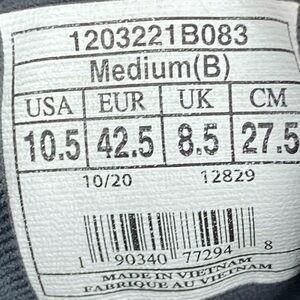 1203221B083
Medium(B)
USA EUR UK CM
10.5 42.5 8.5 27.5
10/20 12829
1 90340 77294 8
MADE IN VIETNAM
FABRIQUE AU VIETNAM